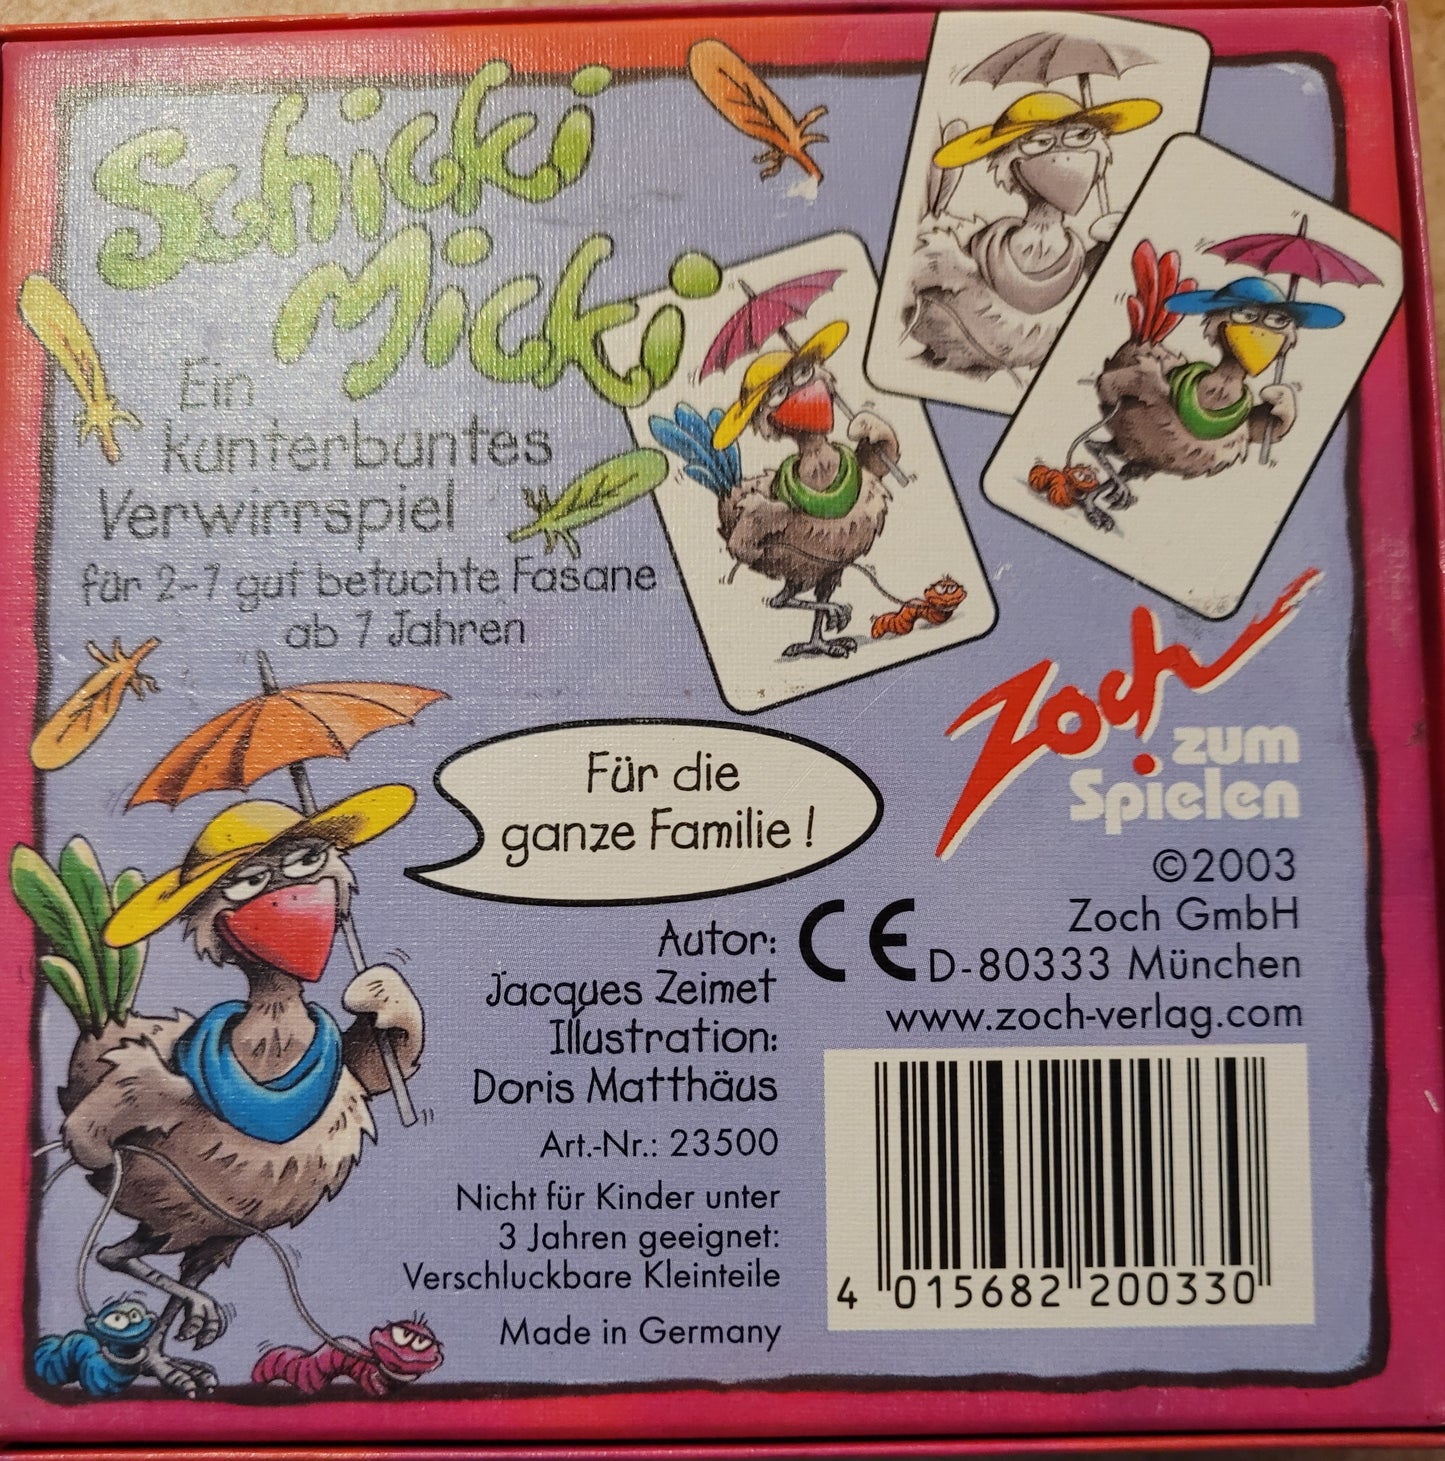 Schicki
Micki
Ein
kunterbuntes
Verwirrspiel
für 2-7 gut betuchte Fasane
ab 7 Jahren
Für die
ganze Familie !
Zoch
zum
Spielen
©2003
Zoch GmbH
D-80333 München
www.zoch-verlag.com
Autor:
Jacques Zeimet
Illustration:
Doris Matthäus
CE
Art.-Nr.: 23500
Nicht für Kinder unter
3 Jahren geeignet:
Verschluckbare Kleinteile
Made in Germany
4 015682 200330